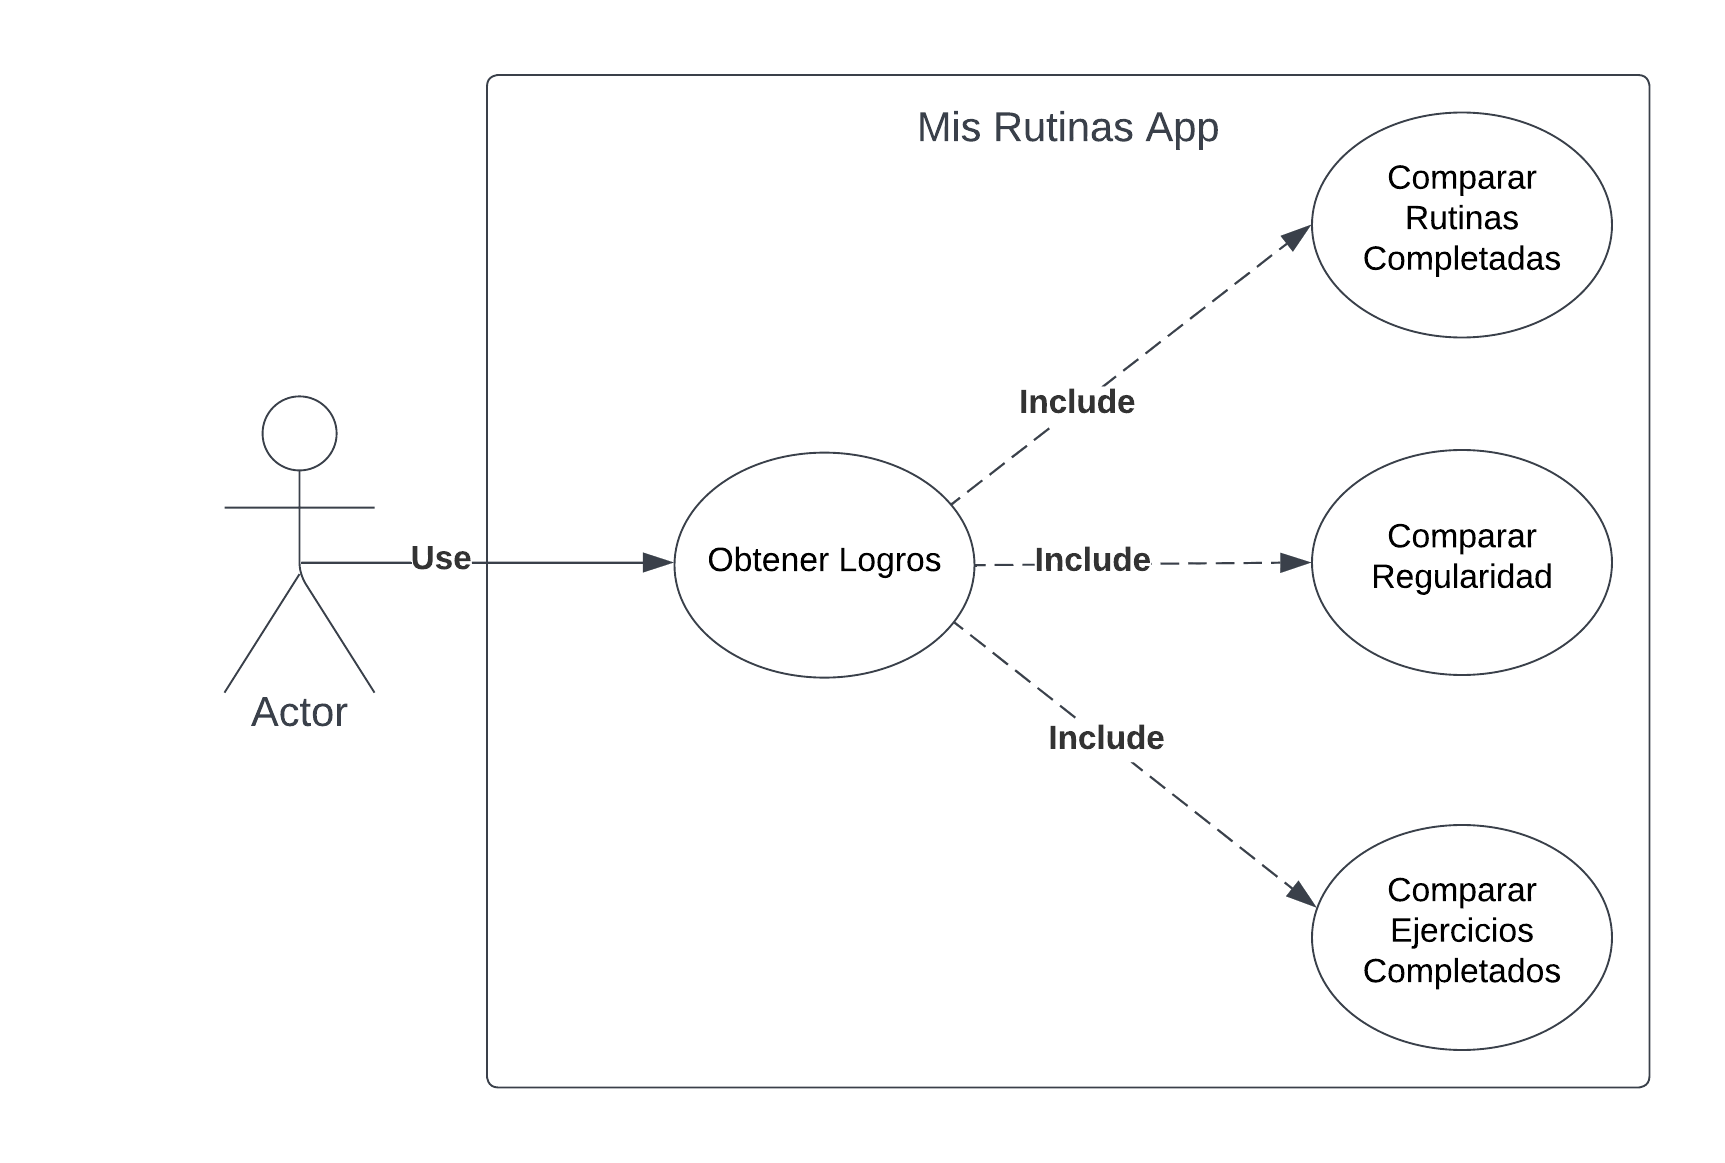 Mis Rutinas App
Comparar
Rutinas
Completadas
Include
Use
Obtener Logros
Include
Comparar
Regularidad
Actor
Include
Comparar
Ejercicios
Completados